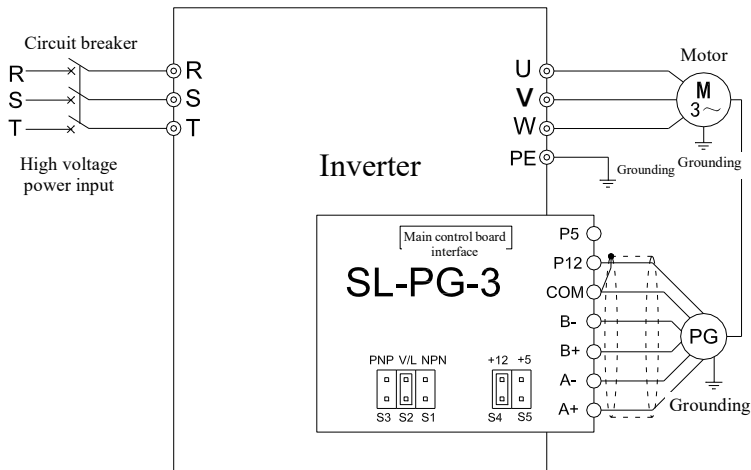 Circuit breaker
R
S
T
R
S
T
High voltage
power input
Inverter
U
V
W
PE
Grounding
Motor
M
3～
Grounding
Main control board
interface
SL-PG-3
P5
P12
COM
B-
B+
A-
A+
PNP V/L NPN
S3 S2 S1
+12 +5
S4 S5
PG
Grounding